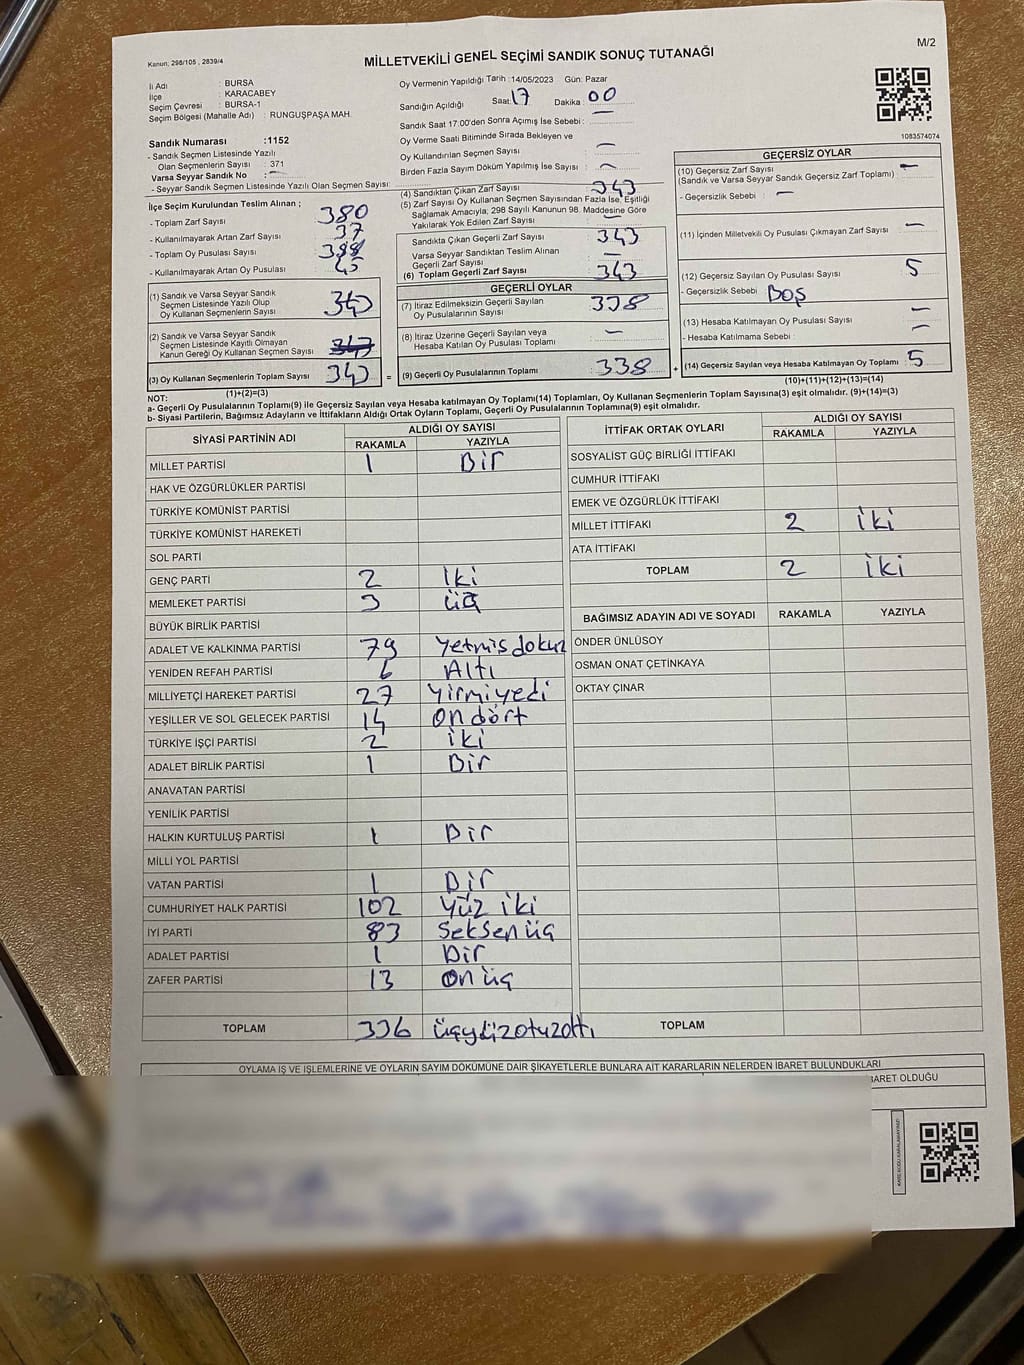 Kanun; 298/105 , 2839/4
MİLLETVEKİLİ GENEL SEÇİMİ SANDIK SONUÇ TUTANAĞI
M/2
İli Adı : BURSA
İlçe : KARACABEY
Seçim Çevresi : BURSA-1
Seçim Bölgesi (Mahalle Adı) : RUNGUŞPAŞA MAH.
Oy Vermenin Yapıldığı Tarih :14/05/2023 Gün: Pazar
Sandığın Açıldığı Saat: 17 Dakika : 00
Sandık Saat 17:00'den Sonra Açımış İse Sebebi : —
Oy Verme Saati Bitiminde Sırada Bekleyen ve
Oy Kullandırılan Seçmen Sayısı —
Birden Fazla Sayım Döküm Yapılmış İse Sayısı : —
1083574074
Sandık Numarası :1152
- Sandık Seçmen Listesinde Yazılı
Olan Seçmenlerin Sayısı : 371
Varsa Seyyar Sandık No : —
- Seyyar Sandık Seçmen Listesinde Yazılı Olan Seçmen Sayısı:
İlçe Seçim Kurulundan Teslim Alınan ;
- Toplam Zarf Sayısı : 380
- Kullanılmayarak Artan Zarf Sayısı : 37
- Toplam Oy Pusulası Sayısı :
- Kullanılmayarak Artan Oy Pusulası : 45
(1) Sandık ve Varsa Seyyar Sandık
Seçmen Listesinde Yazılı Olup
Oy Kullanan Seçmenlerin Sayısı 343
(2) Sandık ve Varsa Seyyar Sandık
Seçmen Listesinde Kayıtlı Olmayan
Kanun Gereği Oy Kullanan Seçmen Sayısı
(3) Oy Kullanan Seçmenlerin Toplam Sayısı 343 =
(1)+(2)=(3)
(4) Sandıktan Çıkan Zarf Sayısı 343
(5) Zarf Sayısı Oy Kullanan Seçmen Sayısından Fazla İse, Eşitliği
Sağlamak Amacıyla; 298 Sayılı Kanunun 98. Maddesine Göre
Yakılarak Yok Edilen Zarf Sayısı —
Sandıkta Çıkan Geçerli Zarf Sayısı 343
Varsa Seyyar Sandıktan Teslim Alınan
Geçerli Zarf Sayısı —
(6) Toplam Geçerli Zarf Sayısı 343
GEÇERLİ OYLAR
(7) İtiraz Edilmeksizin Geçerli Sayılan
Oy Pusulalarının Sayısı 338
(8) İtiraz Üzerine Geçerli Sayılan veya
Hesaba Katılan Oy Pusulası Toplamı —
(9) Geçerli Oy Pusulalarının Toplamı 338 +
GEÇERSİZ OYLAR
(10) Geçersiz Zarf Sayısı —
(Sandık ve Varsa Seyyar Sandık Geçersiz Zarf Toplamı)
- Geçersizlik Sebebi : —
(11) İçinden Milletvekili Oy Pusulası Çıkmayan Zarf Sayısı —
(12) Geçersiz Sayılan Oy Pusulası Sayısı 5
- Geçersizlik Sebebi : Boş
(13) Hesaba Katılmayan Oy Pusulası Sayısı —
- Hesaba Katılmama Sebebi : —
(14) Geçersiz Sayılan veya Hesaba Katılmayan Oy Toplamı 5
(10)+(11)+(12)+(13)=(14)
NOT:
a- Geçerli Oy Pusulalarının Toplamı(9) ile Geçersiz Sayılan veya Hesaba katılmayan Oy Toplamı(14) Toplamları, Oy Kullanan Seçmenlerin Toplam Sayısına(3) eşit olmalıdır. (9)+(14)=(3)
b- Siyasi Partilerin, Bağımsız Adayların ve İttifakların Aldığı Ortak Oyların Toplamı, Geçerli Oy Pusulalarının Toplamına(9) eşit olmalıdır.
SİYASİ PARTİNİN ADI ALDIĞI OY SAYISI
RAKAMLA YAZIYLA
MİLLET PARTİSİ 1 Bir
HAK VE ÖZGÜRLÜKLER PARTİSİ
TÜRKİYE KOMÜNİST PARTİSİ
TÜRKİYE KOMÜNİST HAREKETİ
SOL PARTİ
GENÇ PARTİ 2 iki
MEMLEKET PARTİSİ 3 üç
BÜYÜK BİRLİK PARTİSİ
ADALET VE KALKINMA PARTİSİ 79 Yetmiş dokuz
YENİDEN REFAH PARTİSİ 6 Altı
MİLLİYETÇİ HAREKET PARTİSİ 27 Yirmiyedi
YEŞİLLER VE SOL GELECEK PARTİSİ 14 On dört
TÜRKİYE İŞÇİ PARTİSİ 2 iki
ADALET BİRLİK PARTİSİ 1 Bir
ANAVATAN PARTİSİ
YENİLİK PARTİSİ
HALKIN KURTULUŞ PARTİSİ 1 Bir
MİLLİ YOL PARTİSİ
VATAN PARTİSİ 1 Bir
CUMHURİYET HALK PARTİSİ 102 Yüz iki
İYİ PARTİ 83 Seksen üç
ADALET PARTİSİ 1 Bir
ZAFER PARTİSİ 13 On üç
TOPLAM 336 üçyüzotuzaltı
İTTİFAK ORTAK OYLARI ALDIĞI OY SAYISI
RAKAMLA YAZIYLA
SOSYALİST GÜÇ BİRLİĞİ İTTİFAKI
CUMHUR İTTİFAKI
EMEK VE ÖZGÜRLÜK İTTİFAKI
MİLLET İTTİFAKI 2 iki
ATA İTTİFAKI
TOPLAM 2 iki
BAĞIMSIZ ADAYIN ADI VE SOYADI RAKAMLA YAZIYLA
ÖNDER ÜNLÜSOY
OSMAN ONAT ÇETİNKAYA
OKTAY ÇINAR
TOPLAM
OYLAMA İŞ VE İŞLEMLERİNE VE OYLARIN SAYIM DÖKÜMÜNE DAİR ŞİKAYETLERLE BUNLARA AİT KARARLARIN NELERDEN İBARET BULUNDUKLARI
BARET OLDUĞU